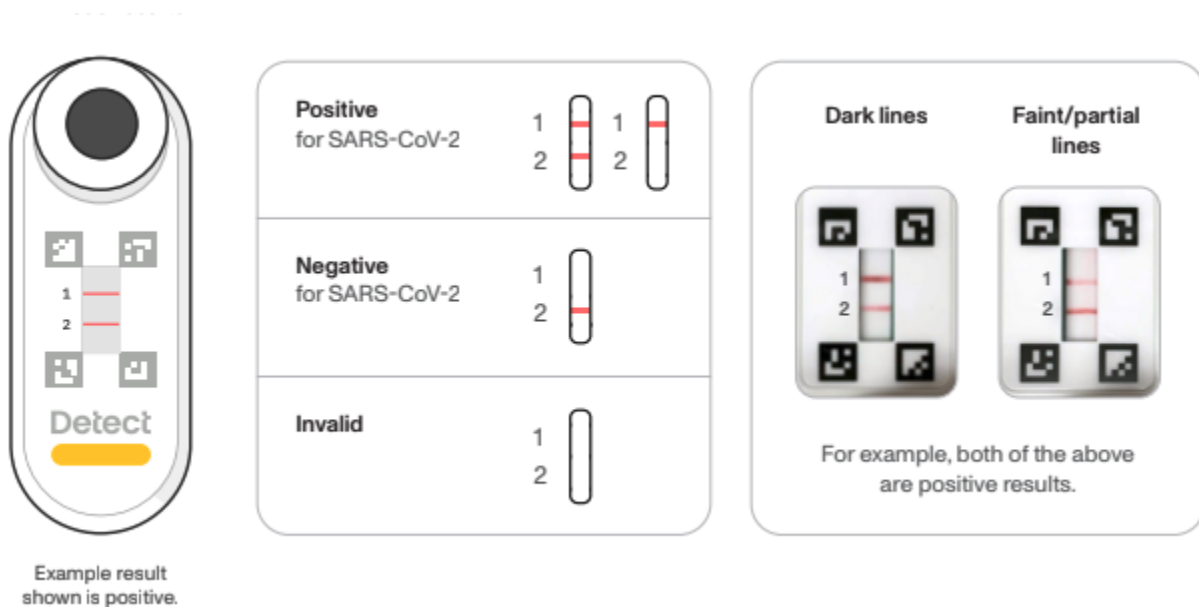 1
2
Detect
Example result
shown is positive.
Positive
for SARS-CoV-2
1
2
1
2
Negative
for SARS-CoV-2
1
2
Invalid
1
2
Dark lines
Faint/partial
lines
1
2
1
2
For example, both of the above
are positive results.